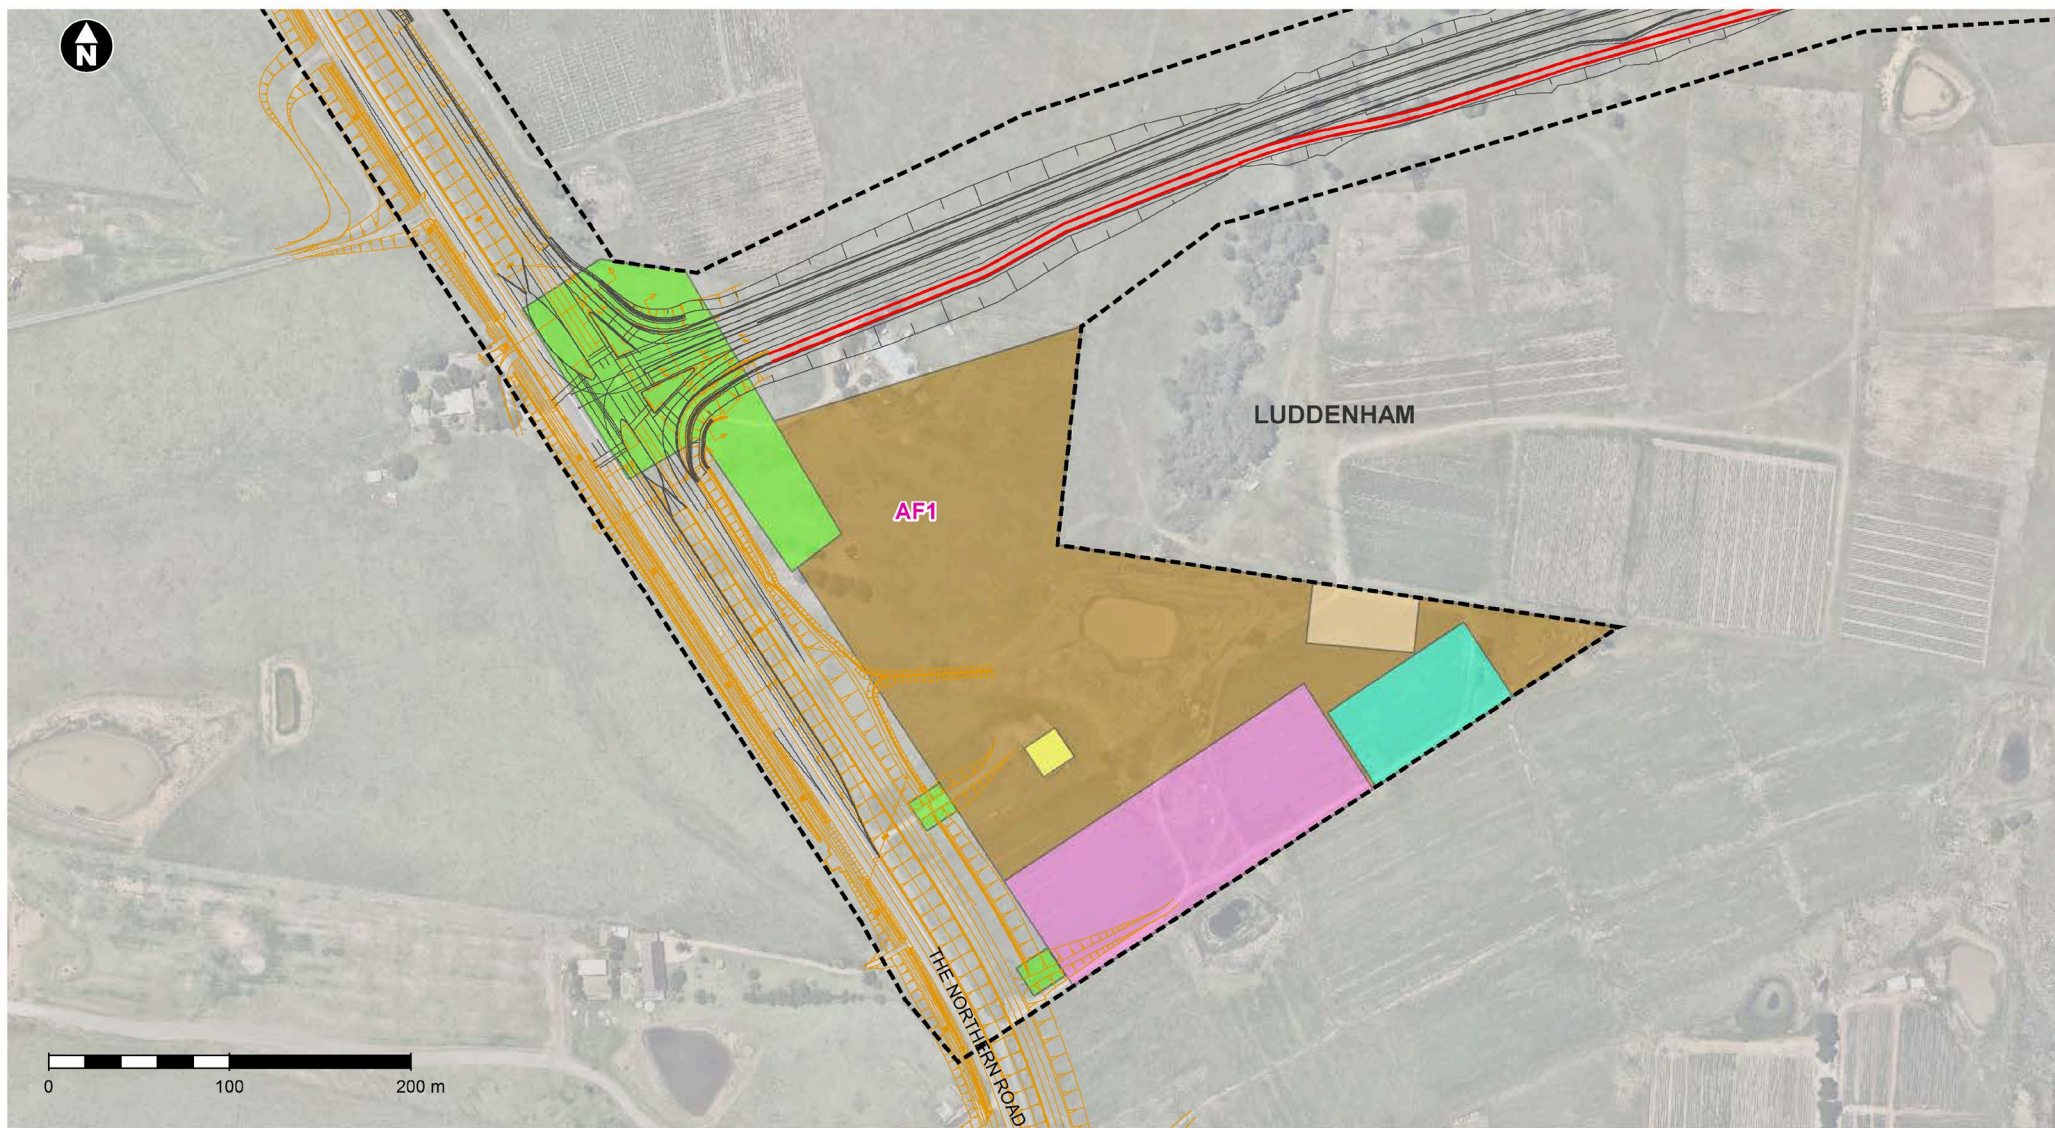 N
LUDDENHAM
AF1
THE NORTHERN ROAD
0 100 200 m